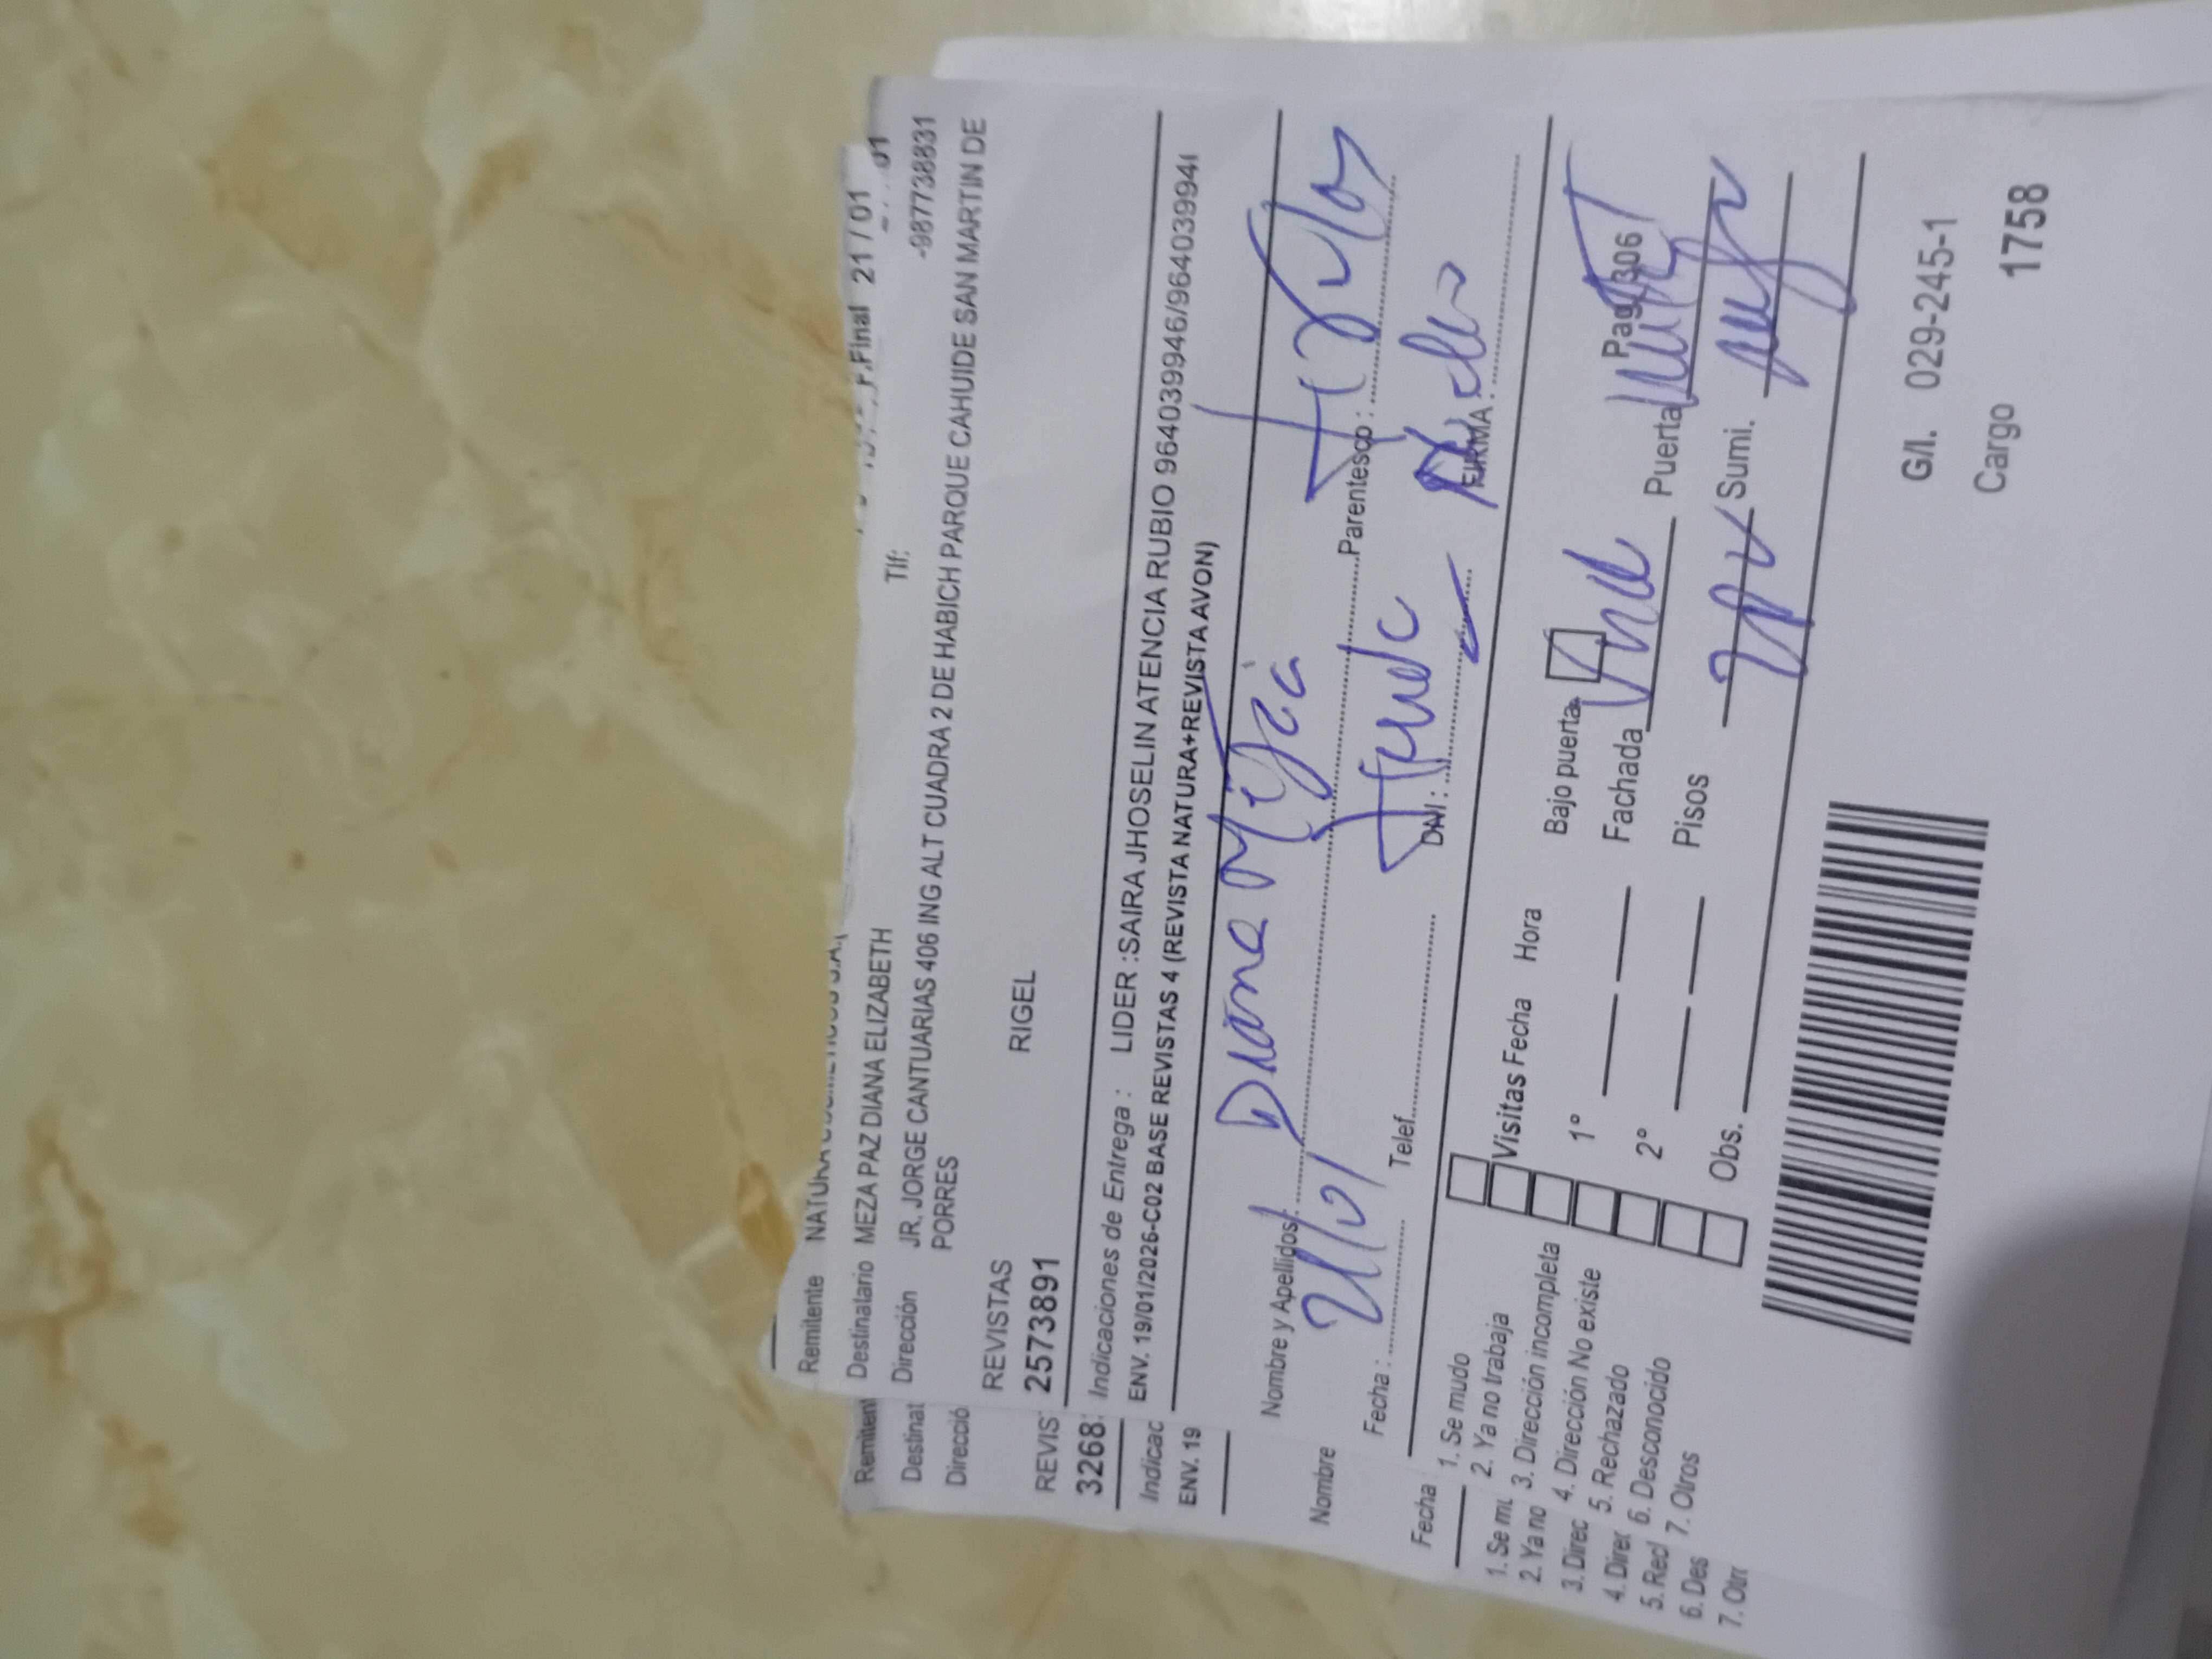 Remitente
F.Final 21 / 01
Destinatario MEZA PAZ DIANA ELIZABETH Tlf: -987738831
Dirección JR. JORGE CANTUARIAS 406 ING ALT CUADRA 2 DE HABICH PARQUE CAHUIDE SAN MARTIN DE
PORRES
REVISTAS RIGEL
2573891
Indicaciones de Entrega : LIDER :SAIRA JHOSELIN ATENCIA RUBIO 964039946/964039946
ENV. 19/01/2026-C02 BASE REVISTAS 4 (REVISTA NATURA+REVISTA AVON)
Diana
Nombre y Apellidos: Parentesco :
21/01
Fecha : Telef. DNI : FIRMA :
1. Se mudo
2. Ya no trabaja
3. Dirección incompleta
4. Dirección No existe
5. Rechazado
6. Desconocido
7. Otros
Visitas Fecha Hora
1°
2°
Obs.
Bajo puerta
Fachada Puerta Pag 306
Pisos Sumi.
G/I. 029-245-1
Cargo 1758
Remitent
Destinat
Direcció
REVIS
3268
Indicac
ENV. 19
Nombre
Fecha
1. Se mu
2. Ya no
3. Direc
4. Direc
5. Rec
6. Des
7. Otr